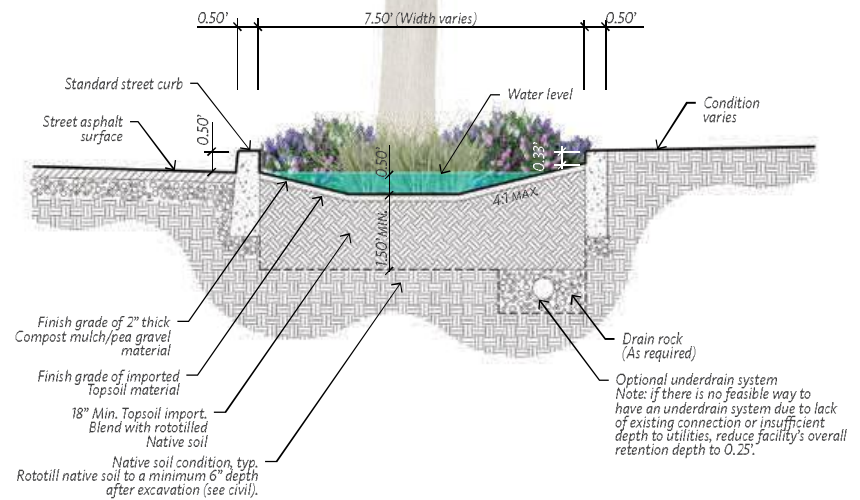 0.50'
7.50' (Width varies)
0.50'
Standard street curb
Water level
Condition
varies
Street asphalt
surface
0.50'
0.50'
0.33'
4:1 MAX.
1.50' MIN.
Finish grade of 2" thick
Compost mulch/pea gravel
material
Finish grade of imported
Topsoil material
18" Min. Topsoil import.
Blend with rototilled
Native soil
Native soil condition, typ.
Rototill native soil to a minimum 6" depth
after excavation (see civil).
Drain rock
(As required)
Optional underdrain system
Note: if there is no feasible way to
have an underdrain system due to lack
of existing connection or insufficient
depth to utilities, reduce facility's overall
retention depth to 0.25'.